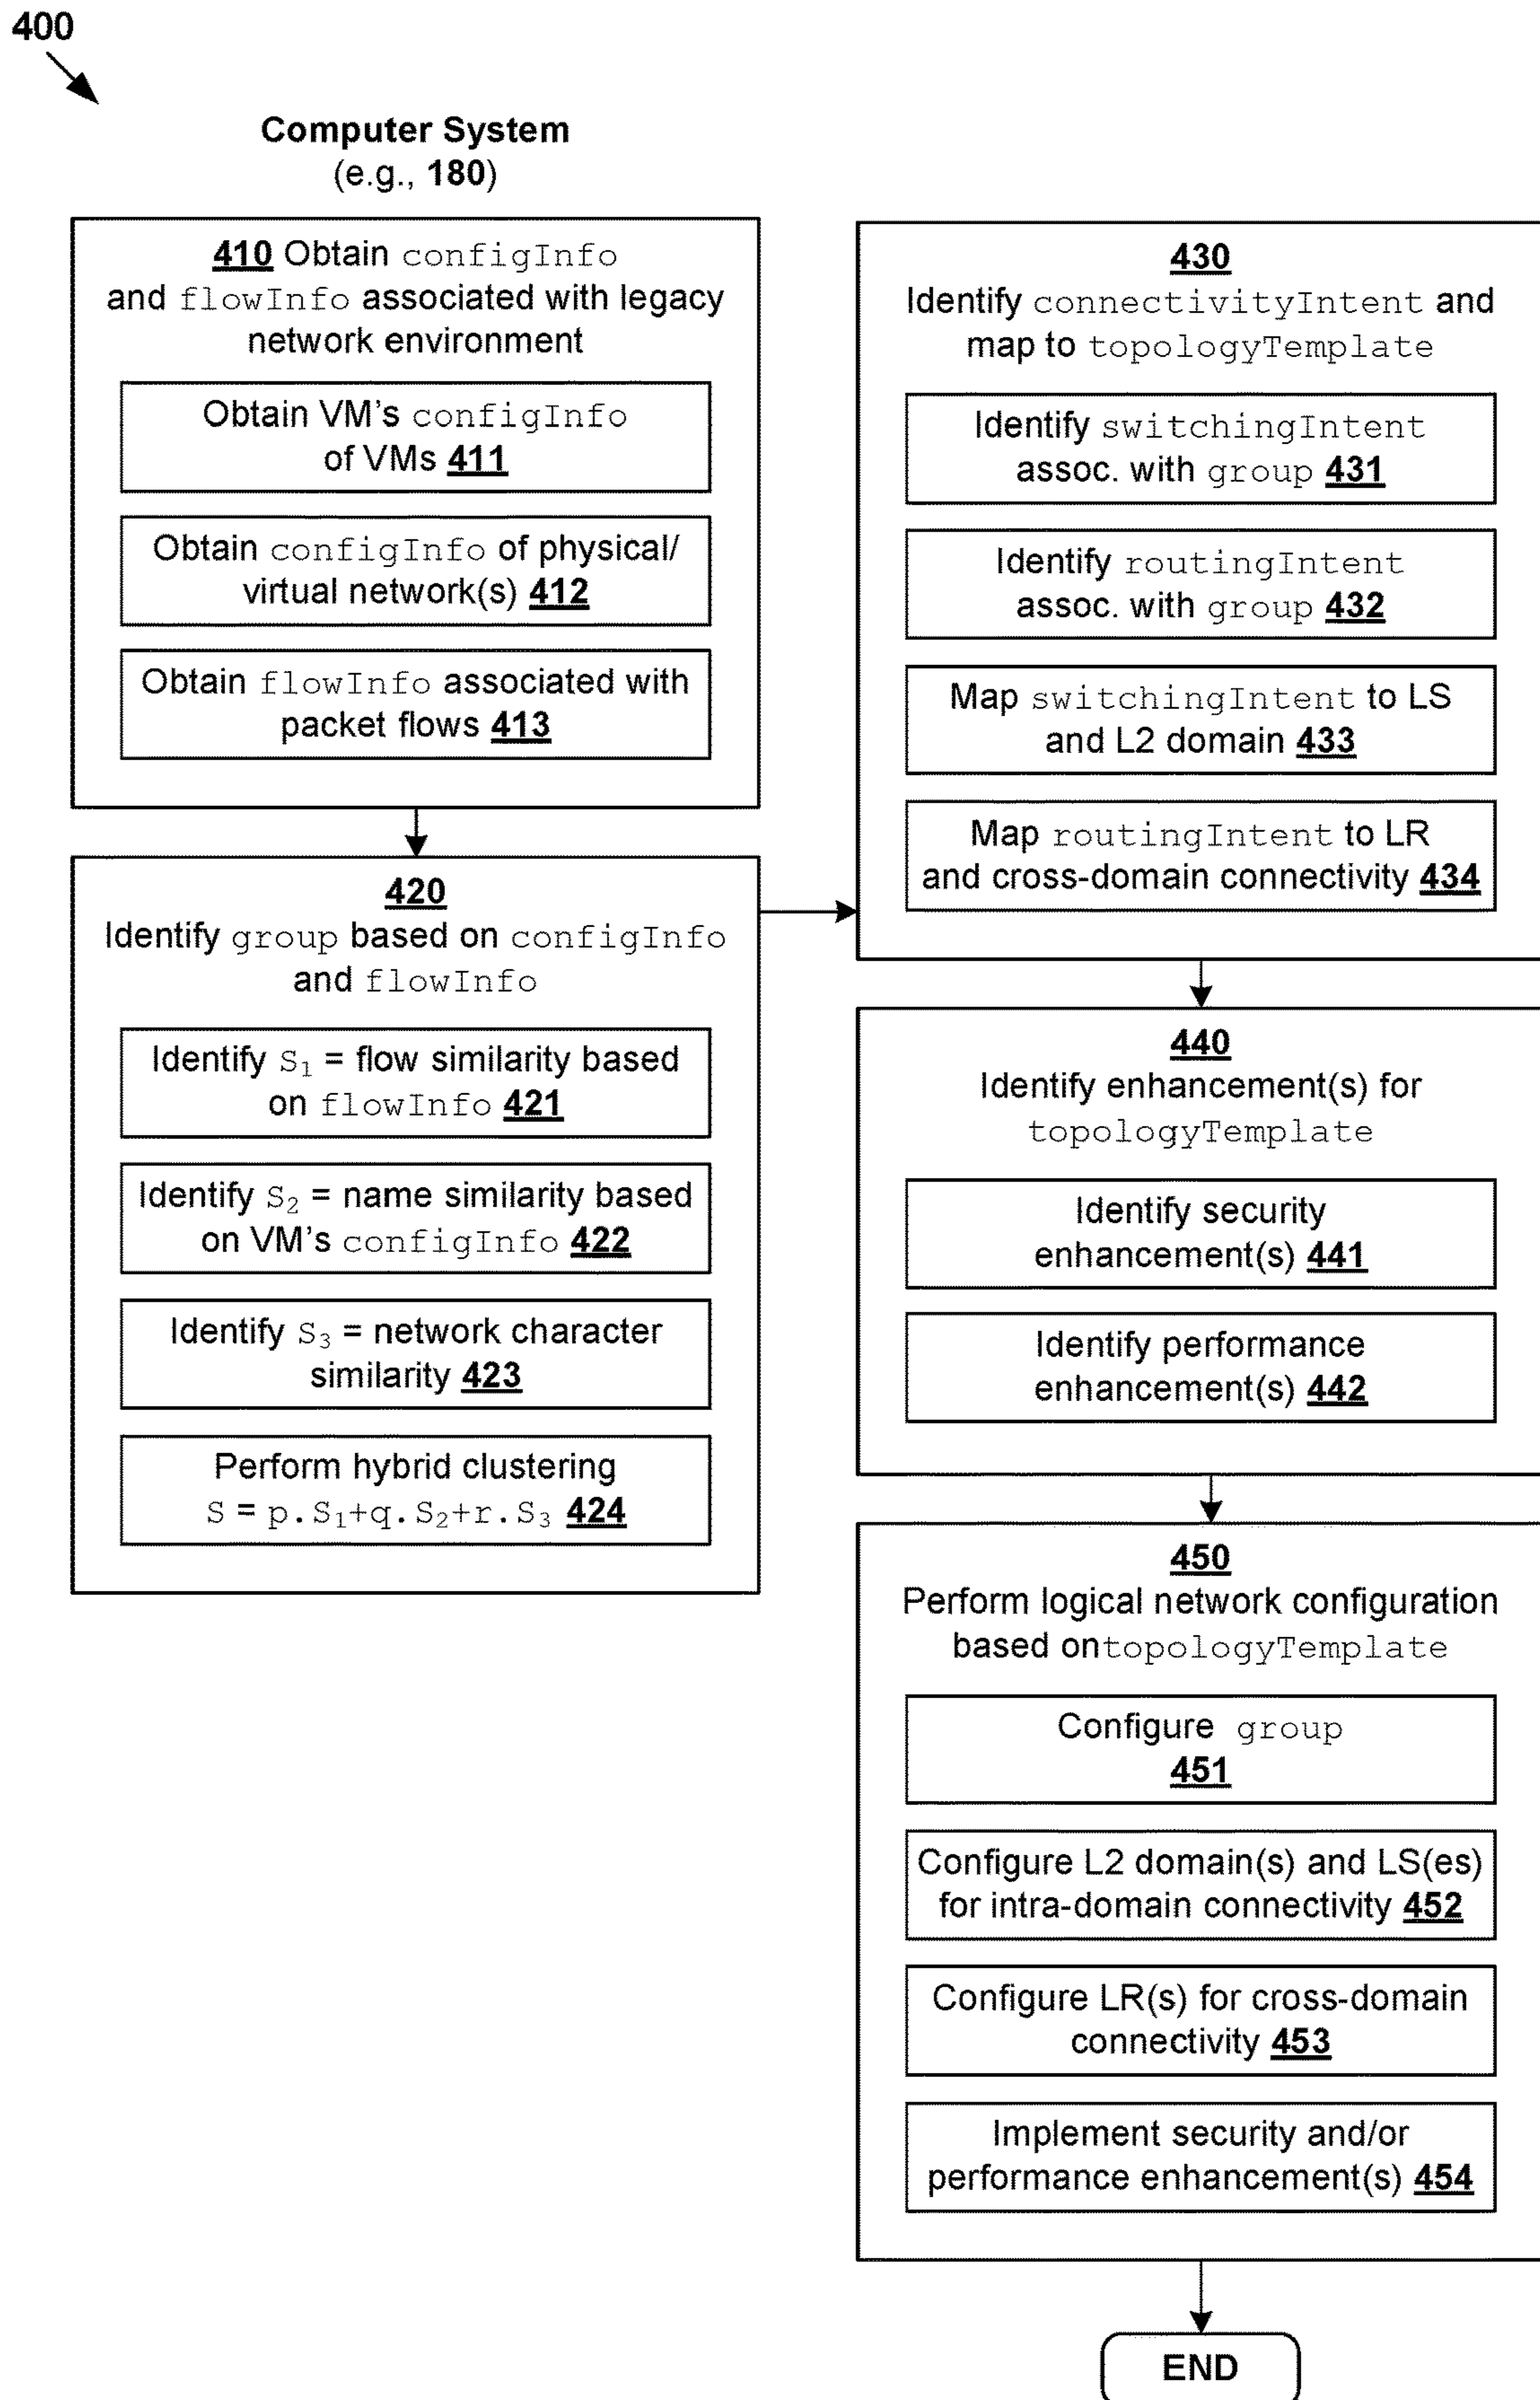 400
Computer System
(e.g., 180)
410 Obtain configInfo
and flowInfo associated with legacy
network environment
Obtain VM's configInfo
of VMs 411
Obtain configInfo of physical/
virtual network(s) 412
Obtain flowInfo associated with
packet flows 413
420
Identify group based on configInfo
and flowInfo
Identify S₁ = flow similarity based
on flowInfo 421
Identify S₂ = name similarity based
on VM's configInfo 422
Identify S₃ = network character
similarity 423
Perform hybrid clustering
S = p.S₁+q.S₂+r.S₃ 424
430
Identify connectivityIntent and
map to topologyTemplate
Identify switchingIntent
assoc. with group 431
Identify routingIntent
assoc. with group 432
Map switchingIntent to LS
and L2 domain 433
Map routingIntent to LR
and cross-domain connectivity 434
440
Identify enhancement(s) for
topologyTemplate
Identify security
enhancement(s) 441
Identify performance
enhancement(s) 442
450
Perform logical network configuration
based ontopologyTemplate
Configure group
451
Configure L2 domain(s) and LS(es)
for intra-domain connectivity 452
Configure LR(s) for cross-domain
connectivity 453
Implement security and/or
performance enhancement(s) 454
END